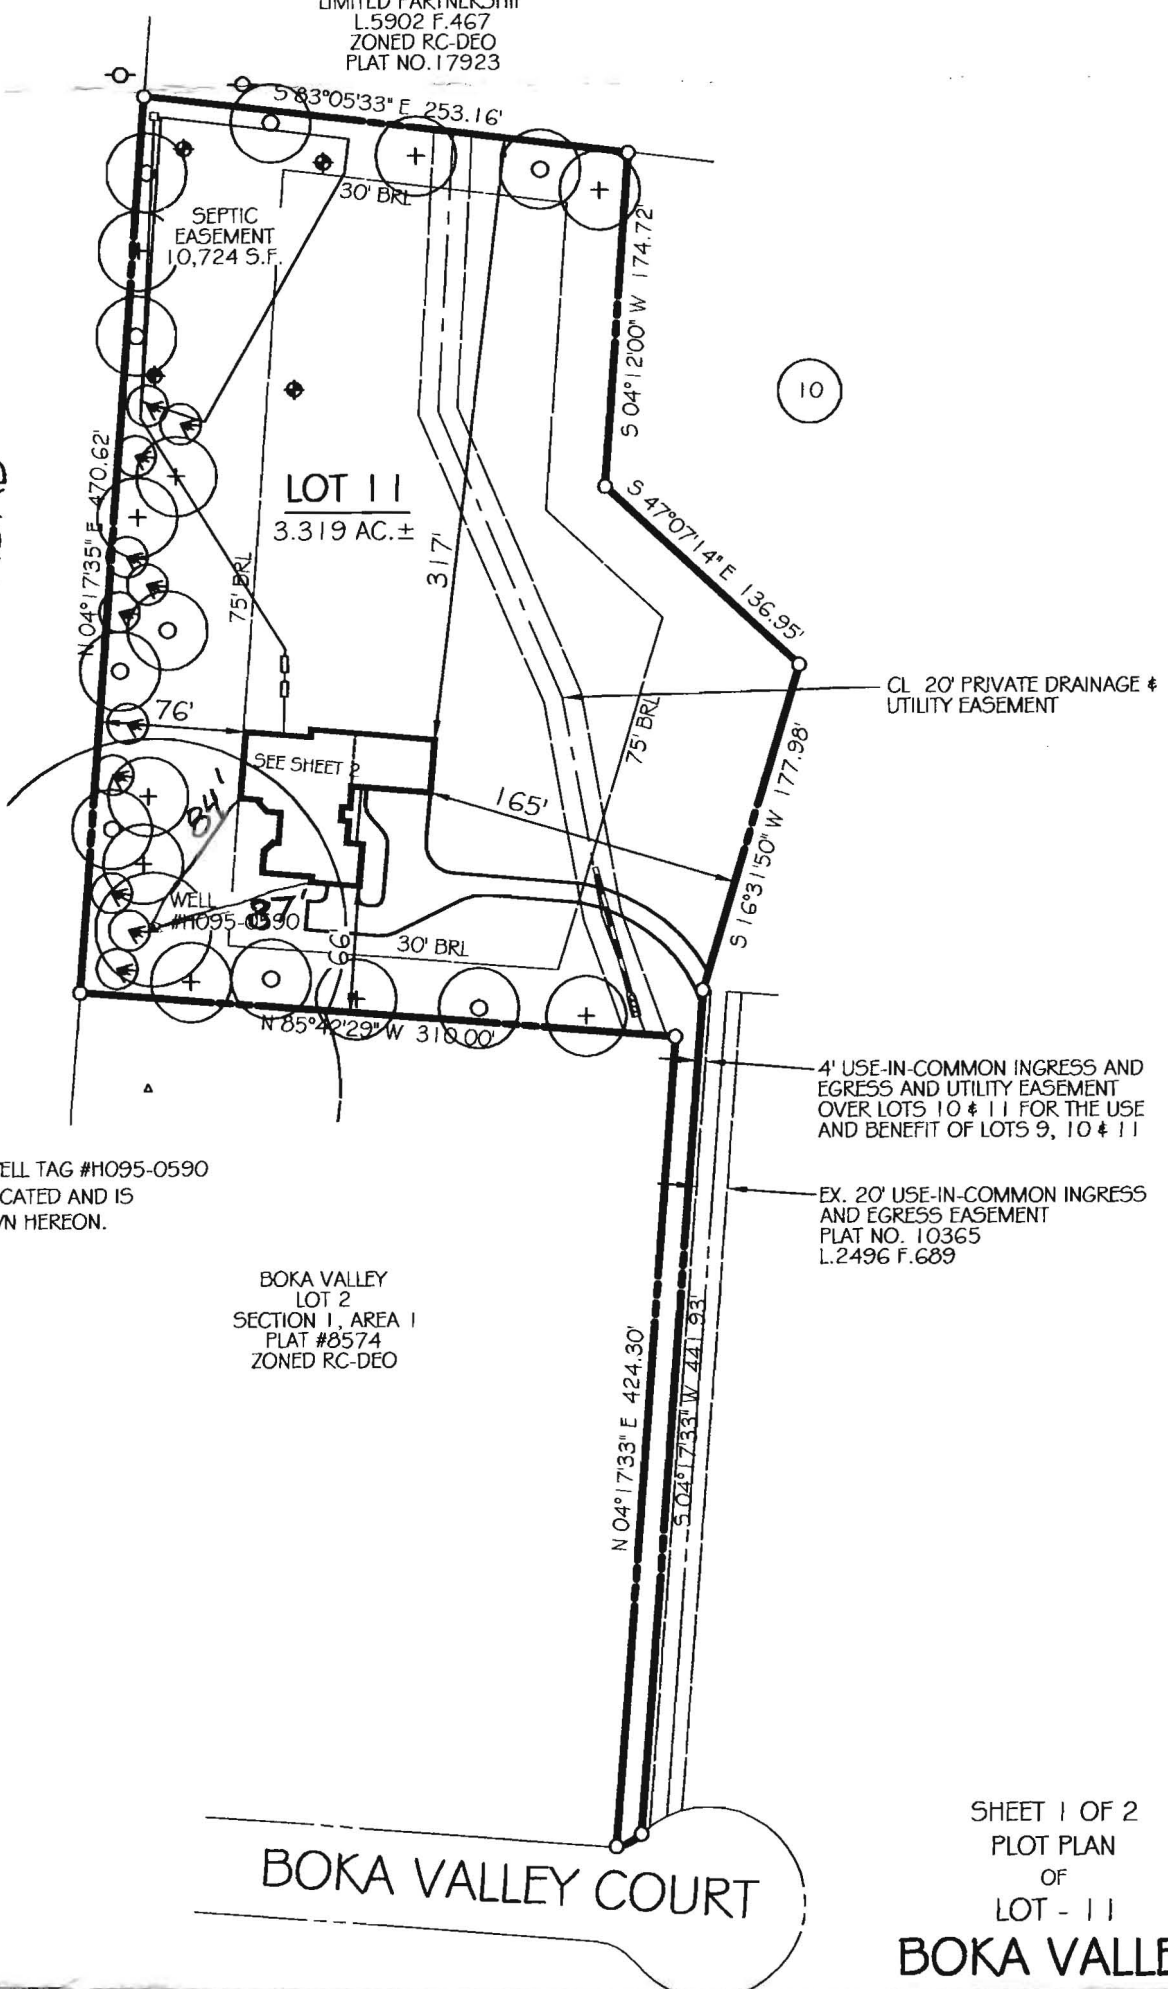 L.5902 F.467
ZONED RC-DEO
PLAT NO.17923
S 83°05'33" E 253.16'
30' BRL
SEPTIC
EASEMENT
10,724 S.F.
S 04°12'00" W 174.72'
10
N 04°17'35" E 470.62'
LOT 11
3.319 AC.±
S 47°07'14" E 136.95'
317'
75' BRL
CL 20' PRIVATE DRAINAGE &
UTILITY EASEMENT
76'
75' BRL
SEE SHEET 2
S 16°31'50" W 177.98'
84'
165'
WELL
#HO95-0590
87'
66'
30' BRL
N 85°42'29" W 310.00'
4' USE-IN-COMMON INGRESS AND
EGRESS AND UTILITY EASEMENT
OVER LOTS 10 & 11 FOR THE USE
AND BENEFIT OF LOTS 9, 10 & 11
ELL TAG #HO95-0590
CATED AND IS
N HEREON.
EX. 20' USE-IN-COMMON INGRESS
AND EGRESS EASEMENT
PLAT NO. 10365
L.2496 F.689
BOKA VALLEY
LOT 2
SECTION 1, AREA 1
PLAT #8574
ZONED RC-DEO
N 04°17'33" E 424.30'
S 04°17'33" W 441.93'
BOKA VALLEY COURT
SHEET 1 OF 2
PLOT PLAN
OF
LOT - 11
BOKA VALLE